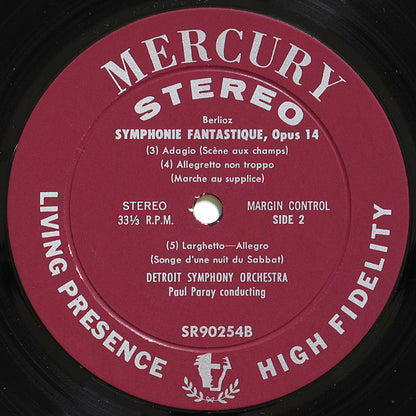 MERCURY
STEREO
Berlioz
SYMPHONIE FANTASTIQUE, Opus 14
(3) Adagio (Scène aux champs)
(4) Allegretto non troppo
(Marche au supplice)
STEREO
33⅓ R.P.M.
MARGIN CONTROL
SIDE 2
(5) Larghetto—Allegro
(Songe d'une nuit du Sabbat)
DETROIT SYMPHONY ORCHESTRA
Paul Paray conducting
SR90254B
LIVING PRESENCE
HIGH FIDELITY